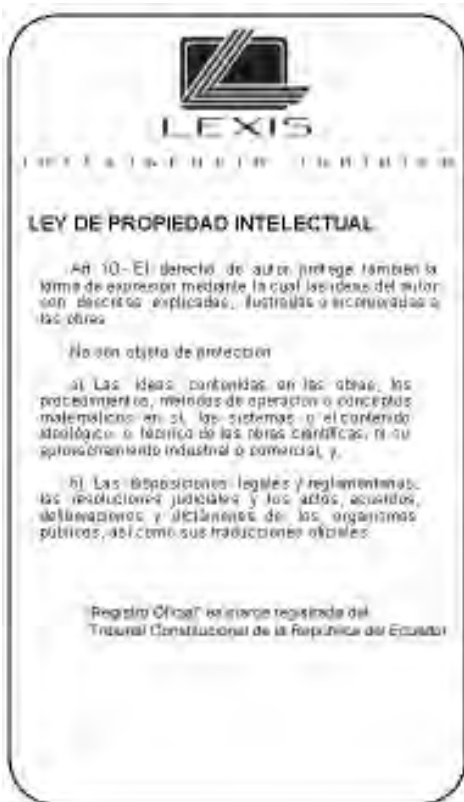 LEXIS
LEY DE PROPIEDAD INTELECTUAL
Art 10.- El derecho de autor protege también la
forma de expresión mediante la cual las ideas del autor
son descritas, explicadas, ilustradas o incorporadas a
las obras
No son objeto de protección
a) Las ideas contenidas en las obras, los
procedimientos, métodos de operación o conceptos
matemáticos en sí, los sistemas o el contenido
ideológico o técnico de las obras científicas, ni su
aprovechamiento industrial o comercial, y,
b) Las disposiciones legales y reglamentarias,
las resoluciones judiciales y los actos, acuerdos,
deliberaciones y dictámenes de los organismos
públicos, así como sus traducciones oficiales
"Registro Oficial" es marca registrada del
Tribunal Constitucional de la República del Ecuador